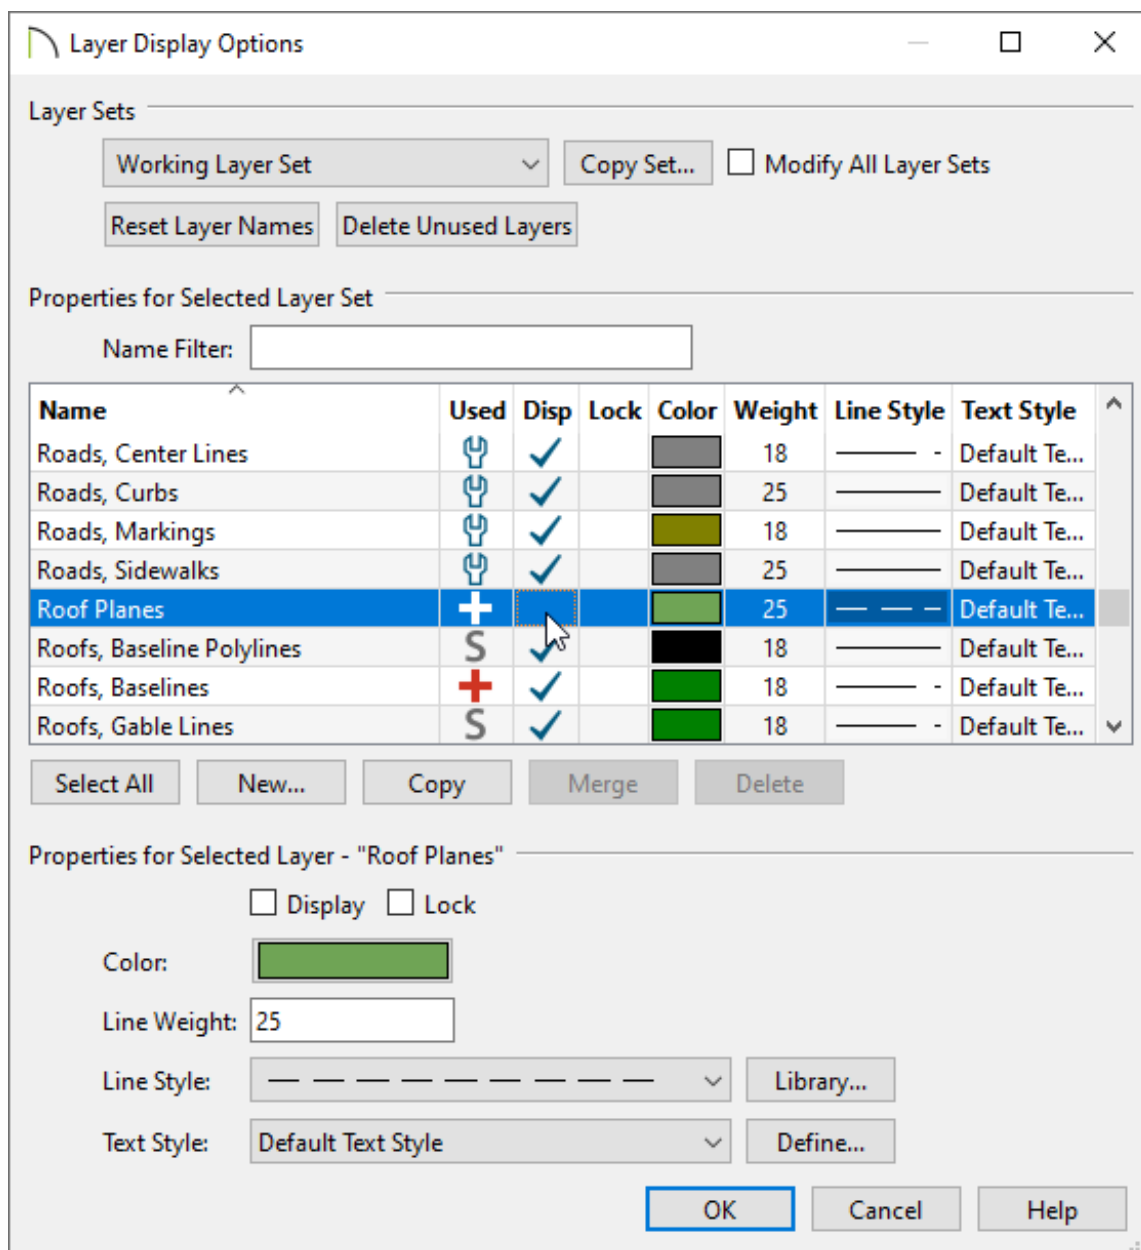 Layer Display Options
Layer Sets
Working Layer Set Copy Set... Modify All Layer Sets
Reset Layer Names Delete Unused Layers
Properties for Selected Layer Set
Name Filter:
Name Used Disp Lock Color Weight Line Style Text Style
Roads, Center Lines 18 Default Te...
Roads, Curbs 25 Default Te...
Roads, Markings 18 Default Te...
Roads, Sidewalks 25 Default Te...
Roof Planes 25 Default Te...
Roofs, Baseline Polylines S 18 Default Te...
Roofs, Baselines 18 Default Te...
Roofs, Gable Lines S 18 Default Te...
Select All New... Copy Merge Delete
Properties for Selected Layer - "Roof Planes"
Display Lock
Color:
Line Weight: 25
Line Style: Library...
Text Style: Default Text Style Define...
OK Cancel Help